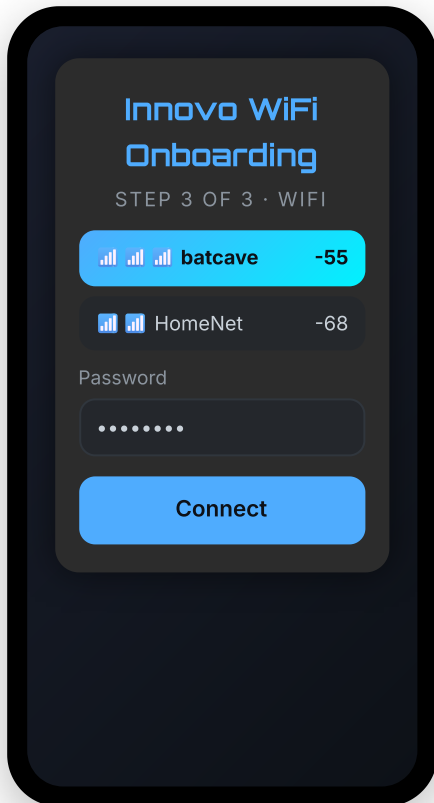 Innovo WiFi
Onboarding
STEP 3 OF 3 · WIFI
batcave -55
HomeNet -68
Password
••••••••
Connect